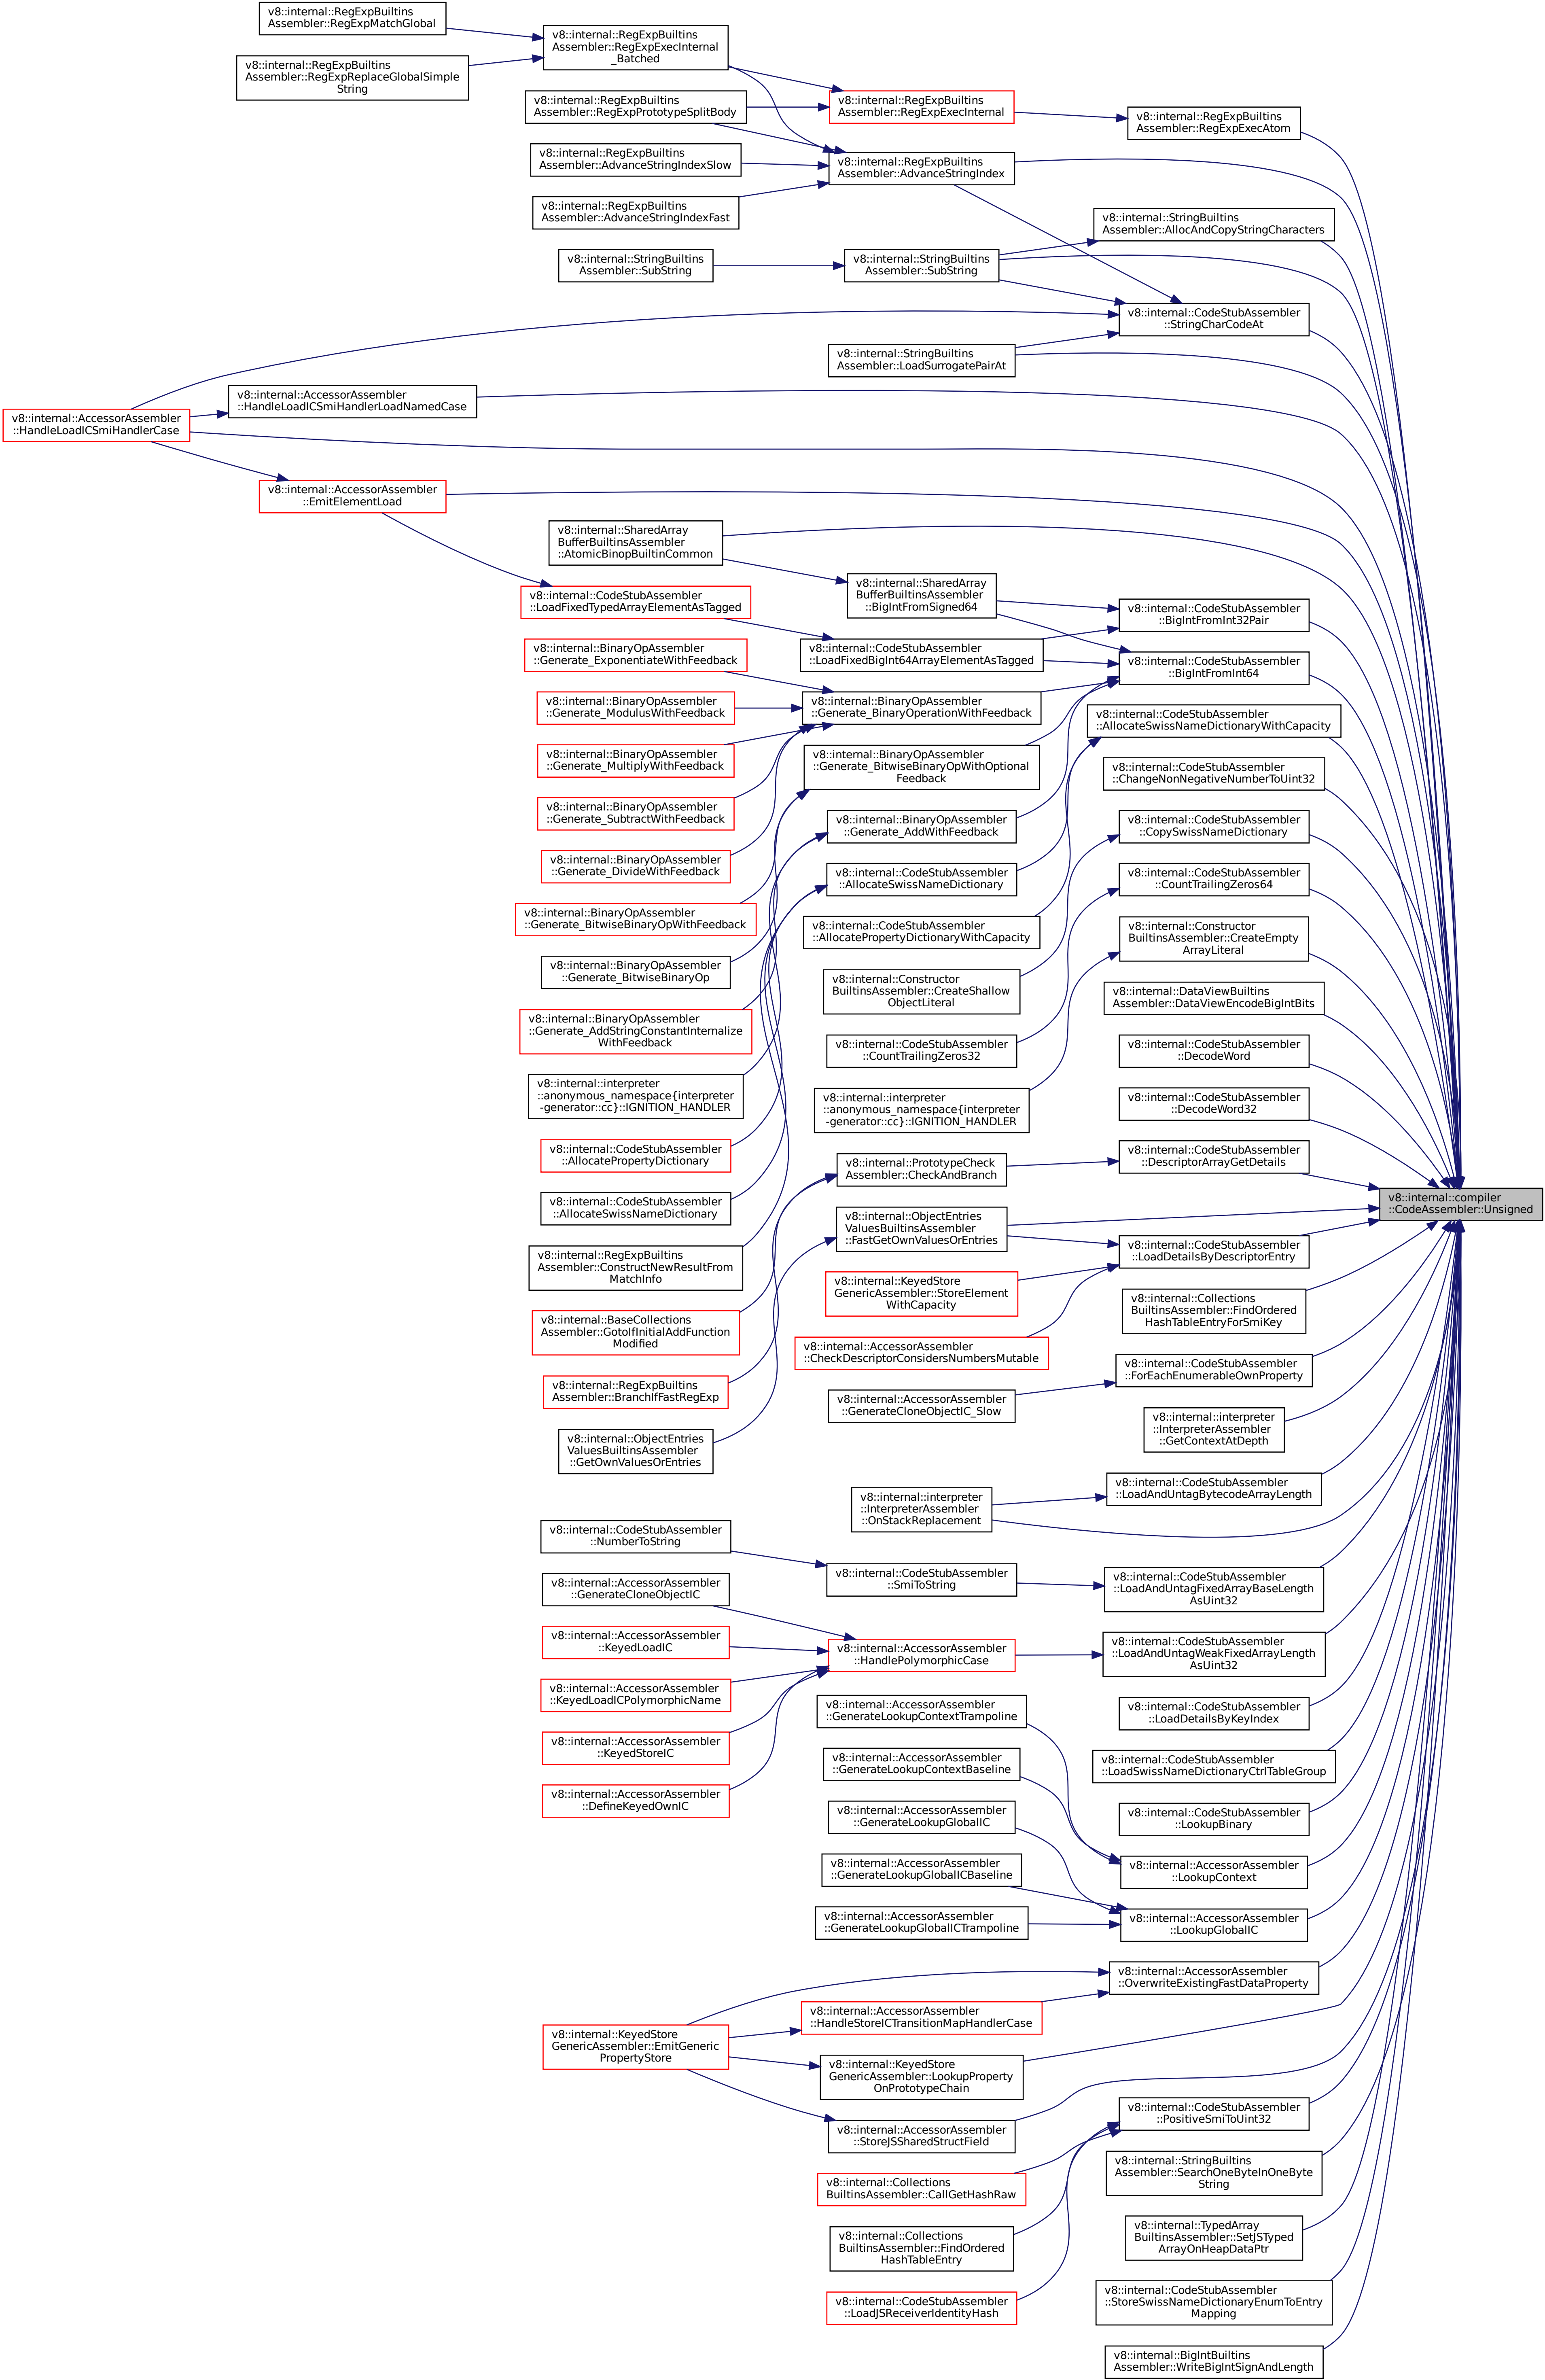 v8::internal::RegExpBuiltins
Assembler::RegExpMatchGlobal
v8::internal::RegExpBuiltins
Assembler::RegExpExecInternal
_Batched
v8::internal::RegExpBuiltins
Assembler::RegExpReplaceGlobalSimple
String
v8::internal::RegExpBuiltins
Assembler::RegExpPrototypeSplitBody
v8::internal::RegExpBuiltins
Assembler::RegExpExecInternal
v8::internal::RegExpBuiltins
Assembler::RegExpExecAtom
v8::internal::RegExpBuiltins
Assembler::AdvanceStringIndexSlow
v8::internal::RegExpBuiltins
Assembler::AdvanceStringIndex
v8::internal::RegExpBuiltins
Assembler::AdvanceStringIndexFast
v8::internal::StringBuiltins
Assembler::AllocAndCopyStringCharacters
v8::internal::StringBuiltins
Assembler::SubString
v8::internal::StringBuiltins
Assembler::SubString
v8::internal::CodeStubAssembler
::StringCharCodeAt
v8::internal::StringBuiltins
Assembler::LoadSurrogatePairAt
v8::internal::AccessorAssembler
::HandleLoadICSmiHandlerLoadNamedCase
v8::internal::AccessorAssembler
::HandleLoadICSmiHandlerCase
v8::internal::AccessorAssembler
::EmitElementLoad
v8::internal::SharedArray
BufferBuiltinsAssembler
::AtomicBinopBuiltinCommon
v8::internal::SharedArray
BufferBuiltinsAssembler
::BigIntFromSigned64
v8::internal::CodeStubAssembler
::LoadFixedTypedArrayElementAsTagged
v8::internal::CodeStubAssembler
::BigIntFromInt32Pair
v8::internal::BinaryOpAssembler
::Generate_ExponentiateWithFeedback
v8::internal::CodeStubAssembler
::LoadFixedBigInt64ArrayElementAsTagged
v8::internal::CodeStubAssembler
::BigIntFromInt64
v8::internal::BinaryOpAssembler
::Generate_ModulusWithFeedback
v8::internal::BinaryOpAssembler
::Generate_BinaryOperationWithFeedback
v8::internal::CodeStubAssembler
::AllocateSwissNameDictionaryWithCapacity
v8::internal::BinaryOpAssembler
::Generate_MultiplyWithFeedback
v8::internal::BinaryOpAssembler
::Generate_BitwiseBinaryOpWithOptional
Feedback
v8::internal::CodeStubAssembler
::ChangeNonNegativeNumberToUint32
v8::internal::BinaryOpAssembler
::Generate_SubtractWithFeedback
v8::internal::BinaryOpAssembler
::Generate_AddWithFeedback
v8::internal::CodeStubAssembler
::CopySwissNameDictionary
v8::internal::BinaryOpAssembler
::Generate_DivideWithFeedback
v8::internal::CodeStubAssembler
::AllocateSwissNameDictionary
v8::internal::CodeStubAssembler
::CountTrailingZeros64
v8::internal::BinaryOpAssembler
::Generate_BitwiseBinaryOpWithFeedback
v8::internal::CodeStubAssembler
::AllocatePropertyDictionaryWithCapacity
v8::internal::Constructor
BuiltinsAssembler::CreateEmpty
ArrayLiteral
v8::internal::BinaryOpAssembler
::Generate_BitwiseBinaryOp
v8::internal::Constructor
BuiltinsAssembler::CreateShallow
ObjectLiteral
v8::internal::DataViewBuiltins
Assembler::DataViewEncodeBigIntBits
v8::internal::BinaryOpAssembler
::Generate_AddStringConstantInternalize
WithFeedback
v8::internal::CodeStubAssembler
::CountTrailingZeros32
v8::internal::CodeStubAssembler
::DecodeWord
v8::internal::interpreter
::anonymous_namespace{interpreter
-generator::cc}::IGNITION_HANDLER
v8::internal::interpreter
::anonymous_namespace{interpreter
-generator::cc}::IGNITION_HANDLER
v8::internal::CodeStubAssembler
::DecodeWord32
v8::internal::CodeStubAssembler
::AllocatePropertyDictionary
v8::internal::PrototypeCheck
Assembler::CheckAndBranch
v8::internal::CodeStubAssembler
::DescriptorArrayGetDetails
v8::internal::compiler
::CodeAssembler::Unsigned
v8::internal::CodeStubAssembler
::AllocateSwissNameDictionary
v8::internal::ObjectEntries
ValuesBuiltinsAssembler
::FastGetOwnValuesOrEntries
v8::internal::CodeStubAssembler
::LoadDetailsByDescriptorEntry
v8::internal::RegExpBuiltins
Assembler::ConstructNewResultFrom
MatchInfo
v8::internal::KeyedStore
GenericAssembler::StoreElement
WithCapacity
v8::internal::Collections
BuiltinsAssembler::FindOrdered
HashTableEntryForSmiKey
v8::internal::BaseCollections
Assembler::GotoIfInitialAddFunction
Modified
v8::internal::AccessorAssembler
::CheckDescriptorConsidersNumbersMutable
v8::internal::CodeStubAssembler
::ForEachEnumerableOwnProperty
v8::internal::RegExpBuiltins
Assembler::BranchIfFastRegExp
v8::internal::AccessorAssembler
::GenerateCloneObjectIC_Slow
v8::internal::interpreter
::InterpreterAssembler
::GetContextAtDepth
v8::internal::ObjectEntries
ValuesBuiltinsAssembler
::GetOwnValuesOrEntries
v8::internal::CodeStubAssembler
::LoadAndUntagBytecodeArrayLength
v8::internal::interpreter
::InterpreterAssembler
::OnStackReplacement
v8::internal::CodeStubAssembler
::NumberToString
v8::internal::CodeStubAssembler
::SmiToString
v8::internal::CodeStubAssembler
::LoadAndUntagFixedArrayBaseLength
AsUint32
v8::internal::AccessorAssembler
::GenerateCloneObjectIC
v8::internal::AccessorAssembler
::KeyedLoadIC
v8::internal::AccessorAssembler
::HandlePolymorphicCase
v8::internal::CodeStubAssembler
::LoadAndUntagWeakFixedArrayLength
AsUint32
v8::internal::AccessorAssembler
::KeyedLoadICPolymorphicName
v8::internal::AccessorAssembler
::GenerateLookupContextTrampoline
v8::internal::CodeStubAssembler
::LoadDetailsByKeyIndex
v8::internal::AccessorAssembler
::KeyedStoreIC
v8::internal::AccessorAssembler
::GenerateLookupContextBaseline
v8::internal::CodeStubAssembler
::LoadSwissNameDictionaryCtrlTableGroup
v8::internal::AccessorAssembler
::DefineKeyedOwnIC
v8::internal::AccessorAssembler
::GenerateLookupGlobalIC
v8::internal::CodeStubAssembler
::LookupBinary
v8::internal::AccessorAssembler
::GenerateLookupGlobalICBaseline
v8::internal::AccessorAssembler
::LookupContext
v8::internal::AccessorAssembler
::GenerateLookupGlobalICTrampoline
v8::internal::AccessorAssembler
::LookupGlobalIC
v8::internal::AccessorAssembler
::OverwriteExistingFastDataProperty
v8::internal::AccessorAssembler
::HandleStoreICTransitionMapHandlerCase
v8::internal::KeyedStore
GenericAssembler::EmitGeneric
PropertyStore
v8::internal::KeyedStore
GenericAssembler::LookupProperty
OnPrototypeChain
v8::internal::AccessorAssembler
::StoreJSSharedStructField
v8::internal::CodeStubAssembler
::PositiveSmiToUint32
v8::internal::Collections
BuiltinsAssembler::CallGetHashRaw
v8::internal::StringBuiltins
Assembler::SearchOneByteInOneByte
String
v8::internal::Collections
BuiltinsAssembler::FindOrdered
HashTableEntry
v8::internal::TypedArray
BuiltinsAssembler::SetJSTyped
ArrayOnHeapDataPtr
v8::internal::CodeStubAssembler
::LoadJSReceiverIdentityHash
v8::internal::CodeStubAssembler
::StoreSwissNameDictionaryEnumToEntry
Mapping
v8::internal::BigIntBuiltins
Assembler::WriteBigIntSignAndLength